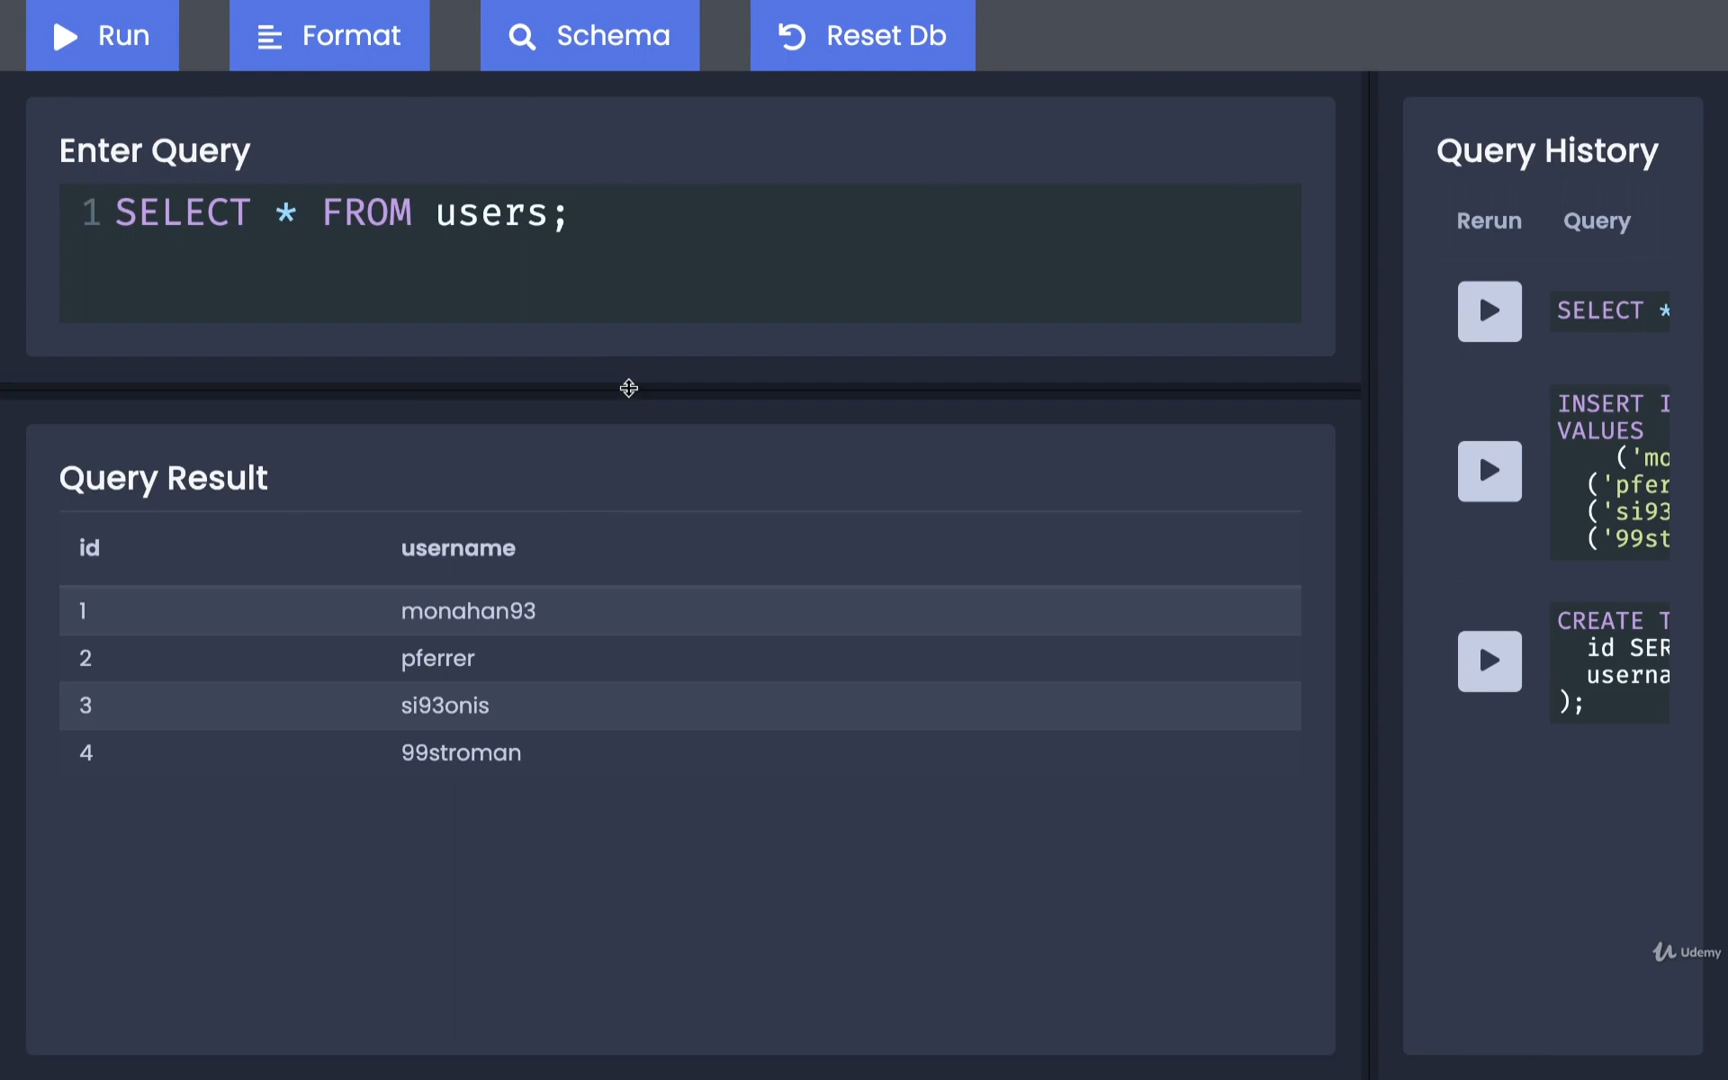 Run
Format
Schema
Reset Db
Enter Query
1 SELECT * FROM users;
Query Result
id username
1 monahan93
2 pferrer
3 si93onis
4 99stroman
Query History
Rerun Query
SELECT *
INSERT I
VALUES
('mo
('pfer
('si93
('99st
CREATE T
id SER
userna
);
Udemy